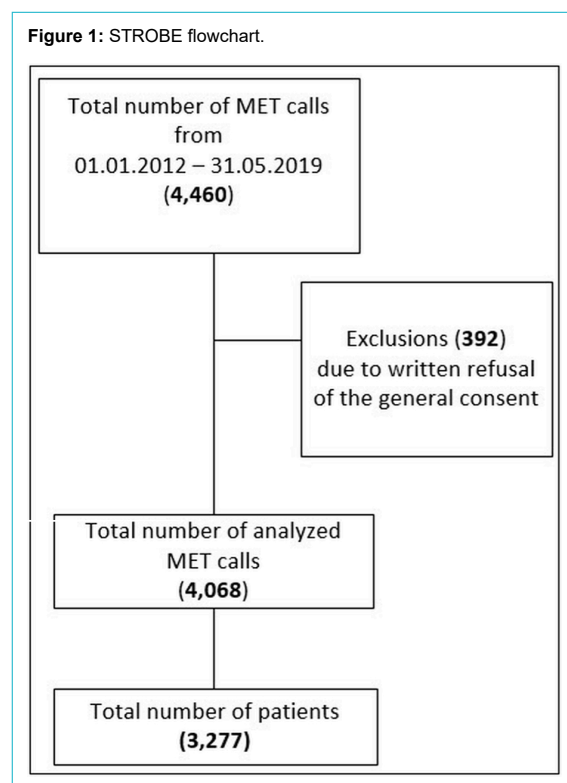 Figure 1: STROBE flowchart.
Total number of MET calls
from
01.01.2012 – 31.05.2019
(4,460)
Exclusions (392)
due to written refusal
of the general consent
Total number of analyzed
MET calls
(4,068)
Total number of patients
(3,277)